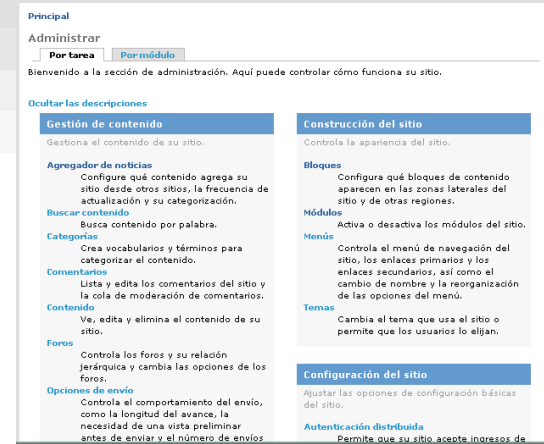 Principal
Administrar
Por tarea
Por módulo
Bienvenido a la sección de administración. Aquí puede controlar cómo funciona su sitio.
Ocultar las descripciones
Gestión de contenido
Gestiona el contenido de su sitio.
Agregador de noticias
Configure qué contenido agrega su
sitio desde otros sitios, la frecuencia de
actualización y su categorización.
Buscar contenido
Busca contenido por palabra.
Categorías
Crea vocabularios y términos para
categorizar el contenido.
Comentarios
Lista y edita los comentarios del sitio y
la cola de moderación de comentarios.
Contenido
Ve, edita y elimina el contenido de su
sitio.
Foros
Controla los foros y su relación
jerárquica y cambia las opciones de los
foros.
Opciones de envío
Controla el comportamiento del envío,
como la longitud del avance, la
necesidad de una vista preliminar
antes de enviar y el número de envíos
Construcción del sitio
Controla la apariencia del sitio.
Bloques
Configura qué bloques de contenido
aparecen en las zonas laterales del
sitio y de otras regiones.
Módulos
Activa o desactiva los módulos del sitio.
Menús
Controla el menú de navegación del
sitio, los enlaces primarios y los
enlaces secundarios, así como el
cambio de nombre y la reorganización
de las opciones del menú.
Temas
Cambia el tema que usa el sitio o
permite que los usuarios lo elijan.
Configuración del sitio
Ajustar las opciones de configuración básicas
del sitio.
Autenticación distribuida
Permite que su sitio acepte ingresos de